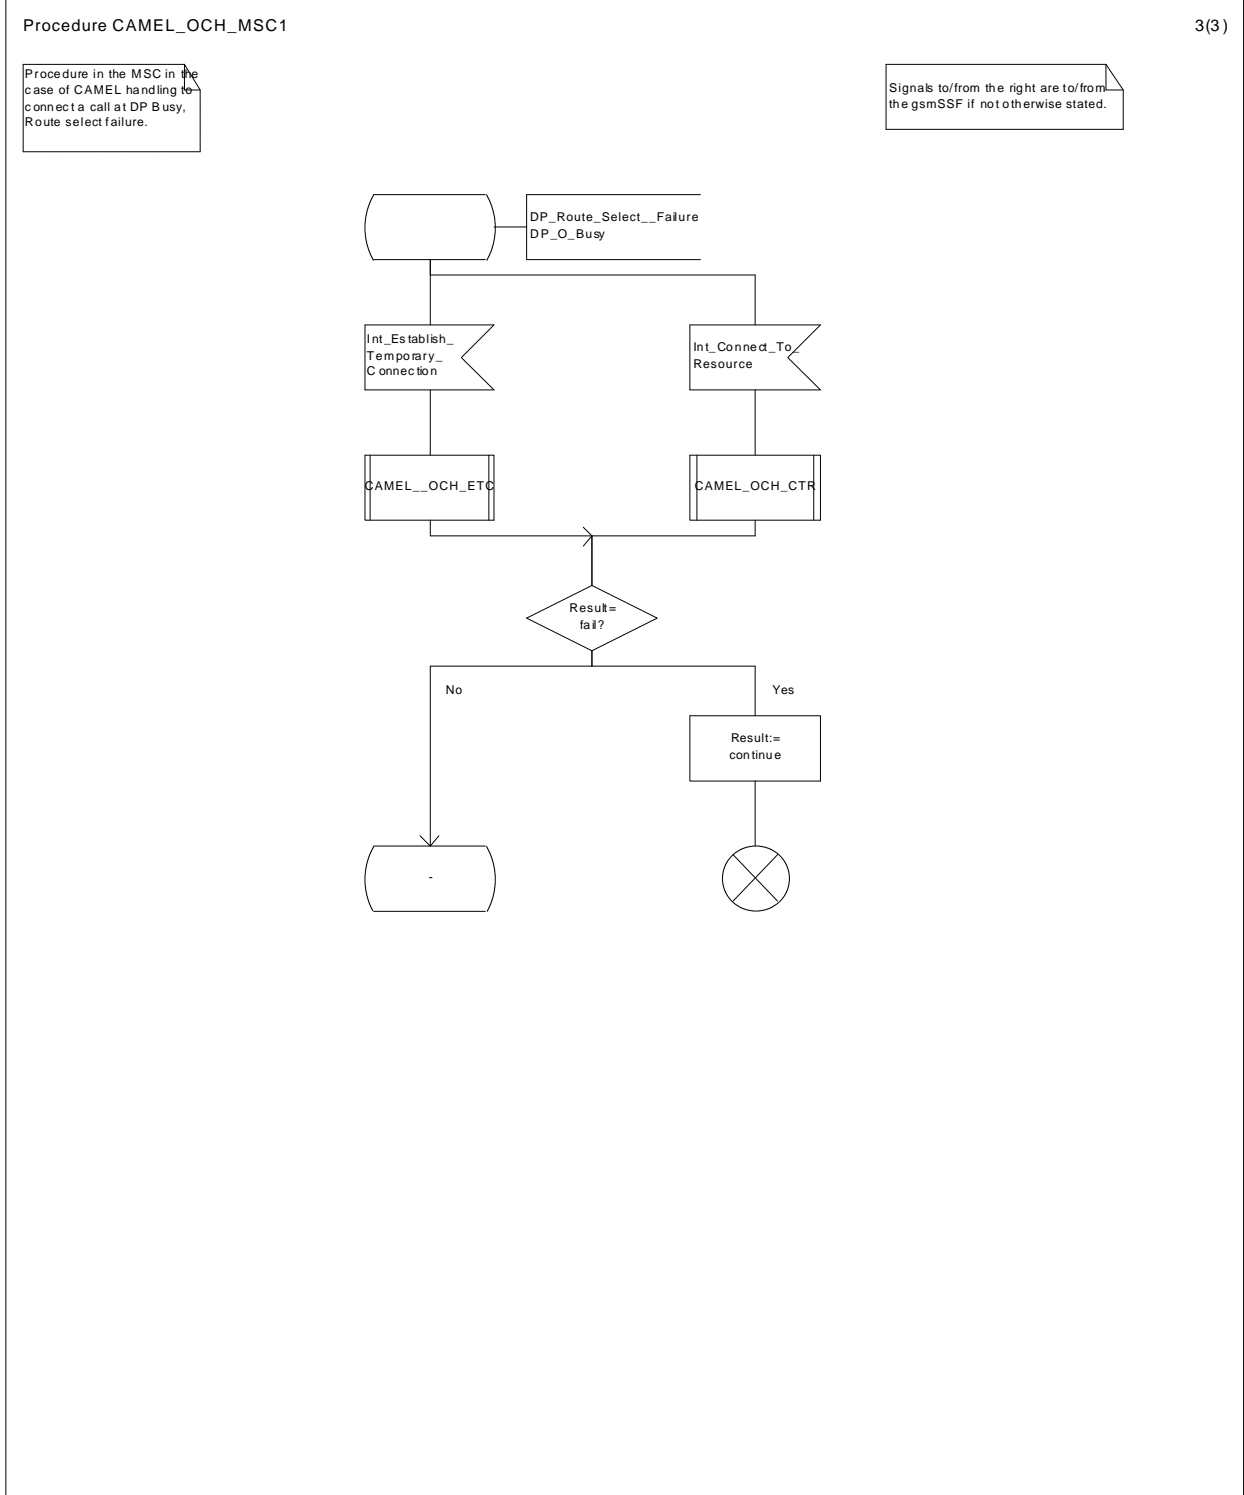 Procedure CAMEL_OCH_MSC1
3(3)
Procedure in the MSC in the
case of CAMEL handling to
connect a call at DP Busy,
Route select failure.
Signals to/from the right are to/from
the gsmSSF if not otherwise stated.
DP_Route_Select__Failure
DP_O_Busy
Int_Establish_
Temporary_
Connection
Int_Connect_To_
Resource
CAMEL__OCH_ETC
CAMEL_OCH_CTR
Result=
fail?
No
Yes
Result:=
continue
-